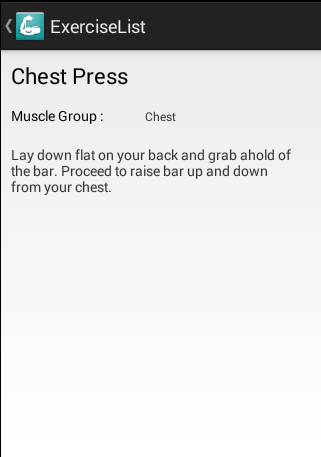 ExerciseList
Chest Press
Muscle Group : Chest
Lay down flat on your back and grab ahold of
the bar. Proceed to raise bar up and down
from your chest.